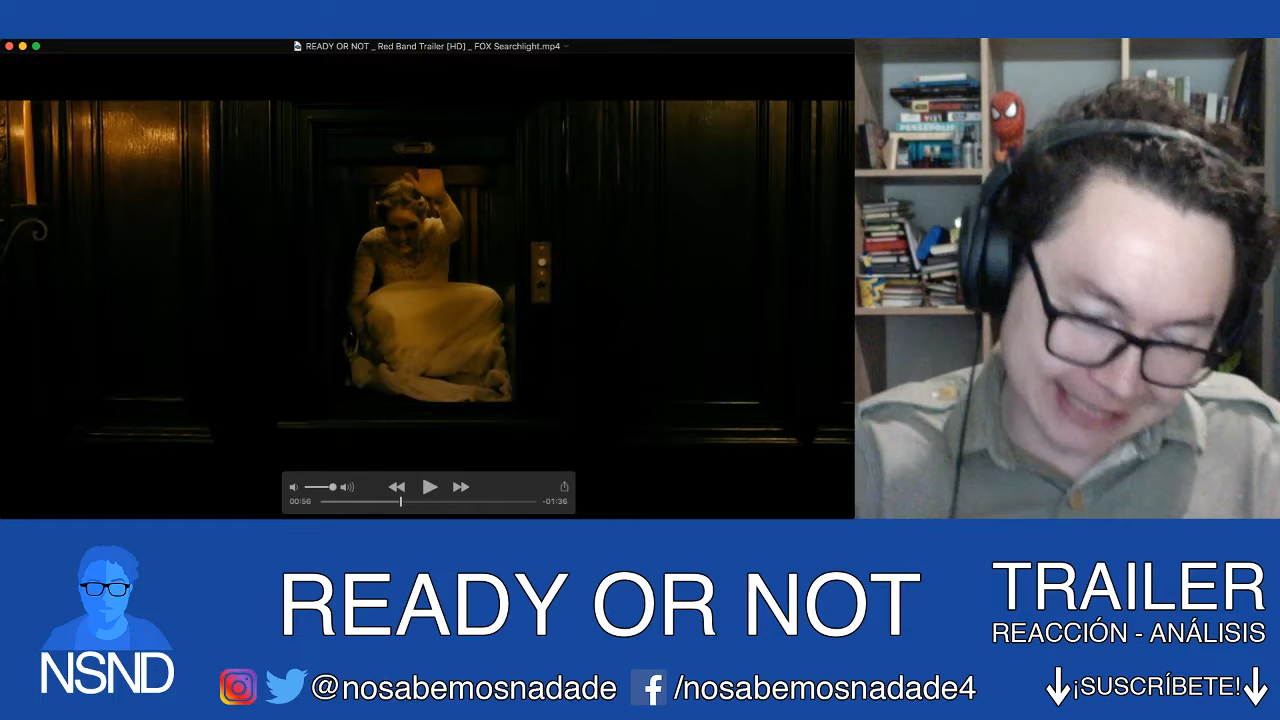 READY OR NOT _ Red Band Trailer [HD] _ FOX Searchlight.mp4
PERSEPOLIS
00:56
-01:36
READY OR NOT
TRAILER
REACCIÓN - ANÁLISIS
NSND
@nosabemosnadade
/nosabemosnadade4
¡SUSCRÍBETE!